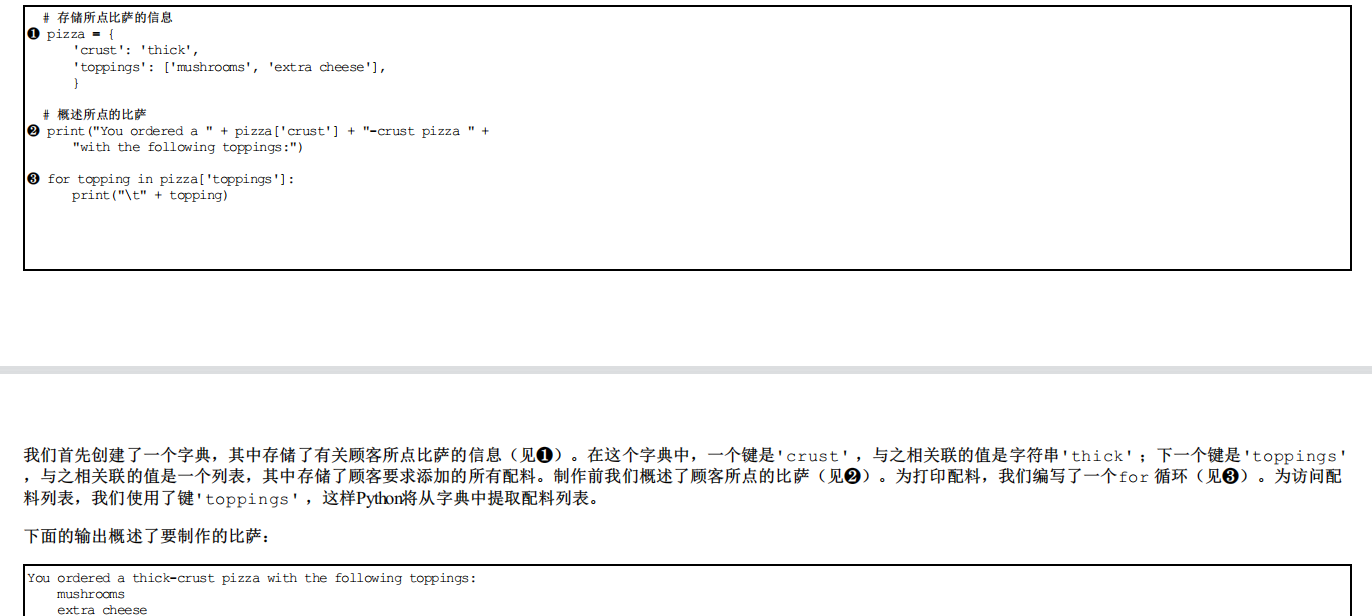 # 存储所点比萨的信息
❶ pizza = {
'crust': 'thick',
'toppings': ['mushrooms', 'extra cheese'],
}
# 概述所点的比萨
❷ print("You ordered a " + pizza['crust'] + "-crust pizza " +
"with the following toppings:")
❸ for topping in pizza['toppings']:
print("\t" + topping)
我们首先创建了一个字典，其中存储了有关顾客所点比萨的信息（见❶）。在这个字典中，一个键是'crust' ，与之相关联的值是字符串'thick' ；下一个键是'toppings'
，与之相关联的值是一个列表，其中存储了顾客要求添加的所有配料。制作前我们概述了顾客所点的比萨（见❷）。为打印配料，我们编写了一个for 循环（见❸）。为访问配
料列表，我们使用了键'toppings' ，这样Python将从字典中提取配料列表。
下面的输出概述了要制作的比萨：
You ordered a thick-crust pizza with the following toppings:
mushrooms
extra cheese